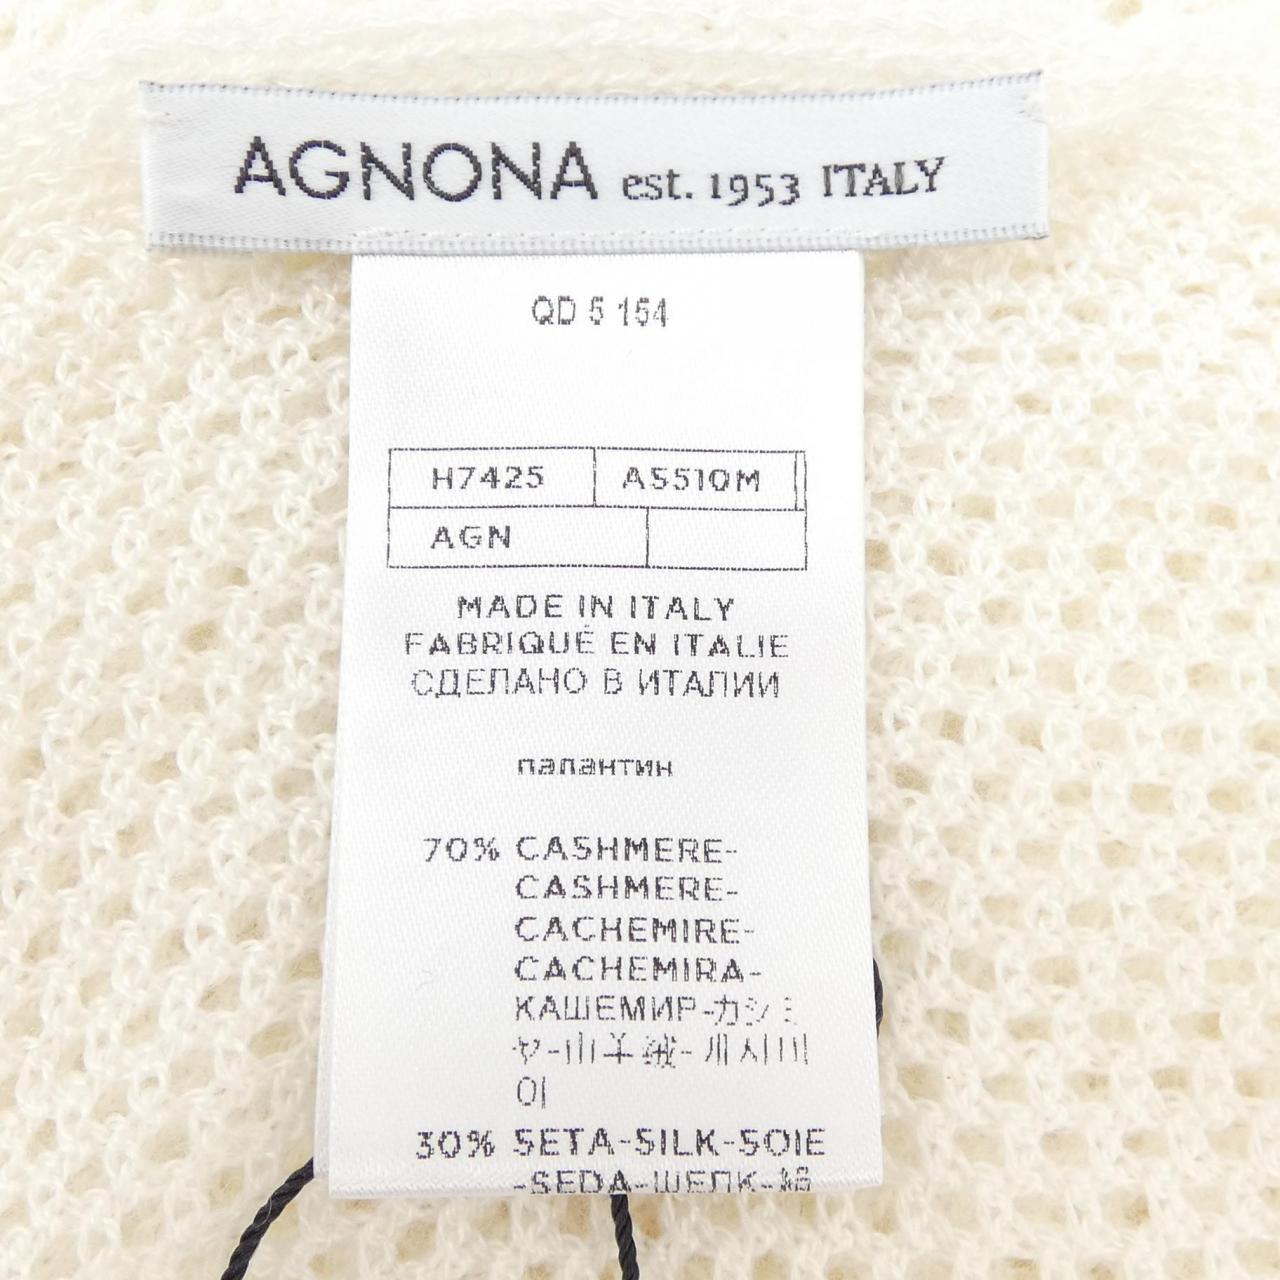 AGNONA est. 1953 ITALY
QD 5 154
H7425 A5510M
AGN
MADE IN ITALY
FABRIQUÉ EN ITALIE
СДЕЛАНО В ИТАЛИИ
палантин
70% CASHMERE-
CASHMERE-
CACHEMIRE-
CACHEMIRA-
КАШЕМИР-カシミ
ヤ-山羊绒-캐시미
어
30% SETA-SILK-SOIE
-SEDA-ШЕЛК-絹